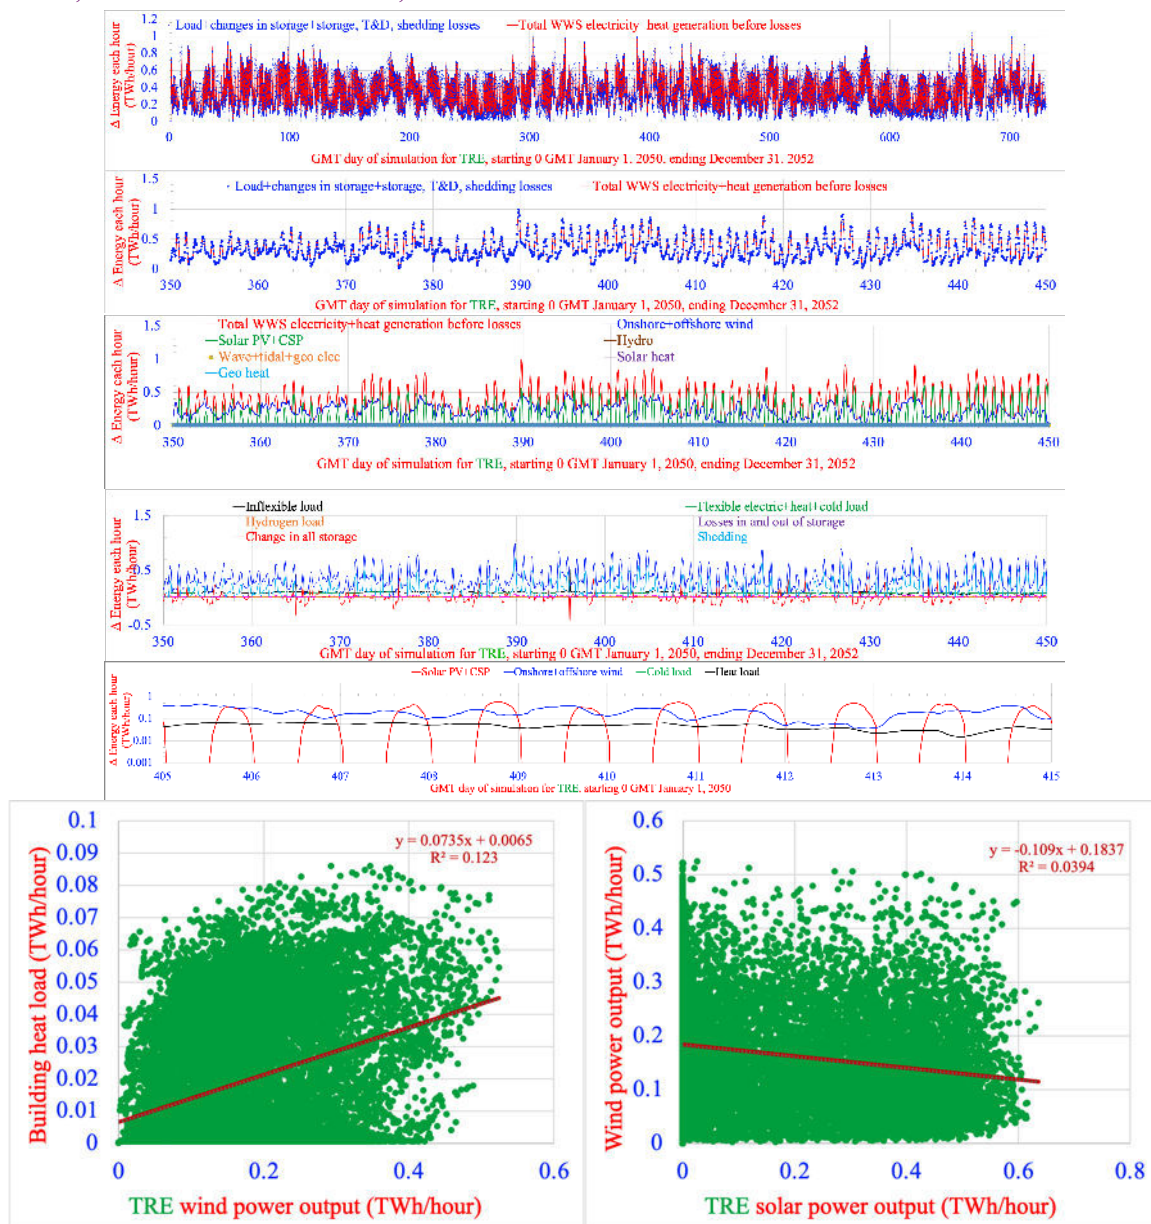 Load+changes in storage+storage, T&D, shedding losses
Total WWS electricity+heat generation before losses
Δ Energy each hour
(TWh/hour)
1.2
1
0.8
0.6
0.4
0.2
0
0 100 200 300 400 500 600 700
GMT day of simulation for TRE, starting 0 GMT January 1, 2050, ending December 31, 2052
Load+changes in storage+storage, T&D, shedding losses
Total WWS electricity+heat generation before losses
Δ Energy each hour
(TWh/hour)
1.5
1
0.5
0
350 360 370 380 390 400 410 420 430 440 450
GMT day of simulation for TRE, starting 0 GMT January 1, 2050, ending December 31, 2052
Total WWS electricity+heat generation before losses
Onshore+offshore wind
Solar PV+CSP
Hydro
Wave+tidal+geo elec
Solar heat
Geo heat
Δ Energy each hour
(TWh/hour)
1.5
1
0.5
0
350 360 370 380 390 400 410 420 430 440 450
GMT day of simulation for TRE, starting 0 GMT January 1, 2050, ending December 31, 2052
Inflexible load
Flexible electric+heat+cold load
Hydrogen load
Losses in and out of storage
Change in all storage
Shedding
Δ Energy each hour
(TWh/hour)
1.5
0.5
-0.5
350 360 370 380 390 400 410 420 430 440 450
GMT day of simulation for TRE, starting 0 GMT January 1, 2050, ending December 31, 2052
Solar PV+CSP Onshore+offshore wind Cold load Heat load
Δ Energy each hour
(TWh/hour)
1
0.1
0.01
0.001
405 406 407 408 409 410 411 412 413 414 415
GMT day of simulation for TRE, starting 0 GMT January 1, 2050
Building heat load (TWh/hour)
0.1
0.09
0.08
0.07
0.06
0.05
0.04
0.03
0.02
0.01
0
y = 0.0735x + 0.0065
R² = 0.123
0 0.2 0.4 0.6
TRE wind power output (TWh/hour)
Wind power output (TWh/hour)
0.6
0.5
0.4
0.3
0.2
0.1
0
y = -0.109x + 0.1837
R² = 0.0394
0 0.2 0.4 0.6 0.8
TRE solar power output (TWh/hour)